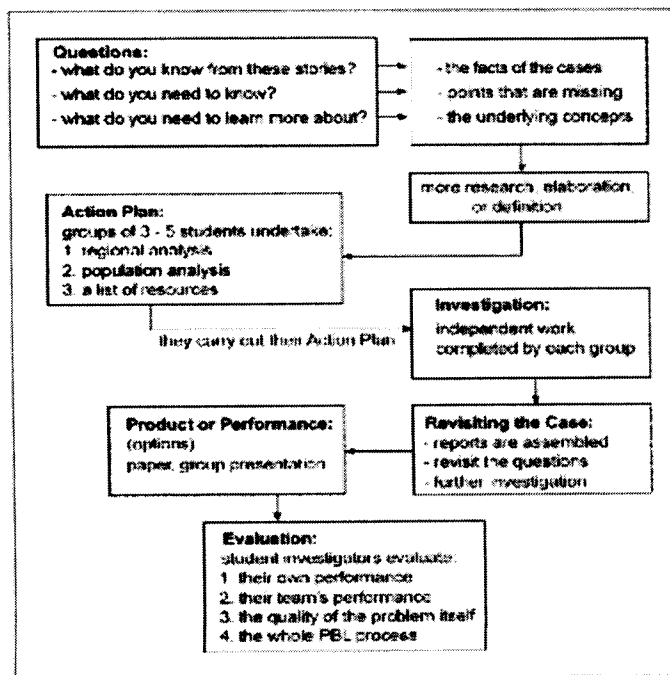 Questions:
- what do you know from these stories?
- what do you need to know?
- what do you need to learn more about?
- the facts of the cases
- points that are missing
- the underlying concepts
more research, elaboration,
or definition
Action Plan:
groups of 3 - 5 students undertake:
1. regional analysis
2. population analysis
3. a list of resources
they carry out their Action Plan
Investigation:
independent work
completed by each group
Revisiting the Case:
- reports are assembled
- revisit the questions
- further investigation
Product or Performance:
(options)
paper, group presentation
Evaluation:
student investigators evaluate:
1. their own performance
2. their team's performance
3. the quality of the problem itself
4. the whole PBL process